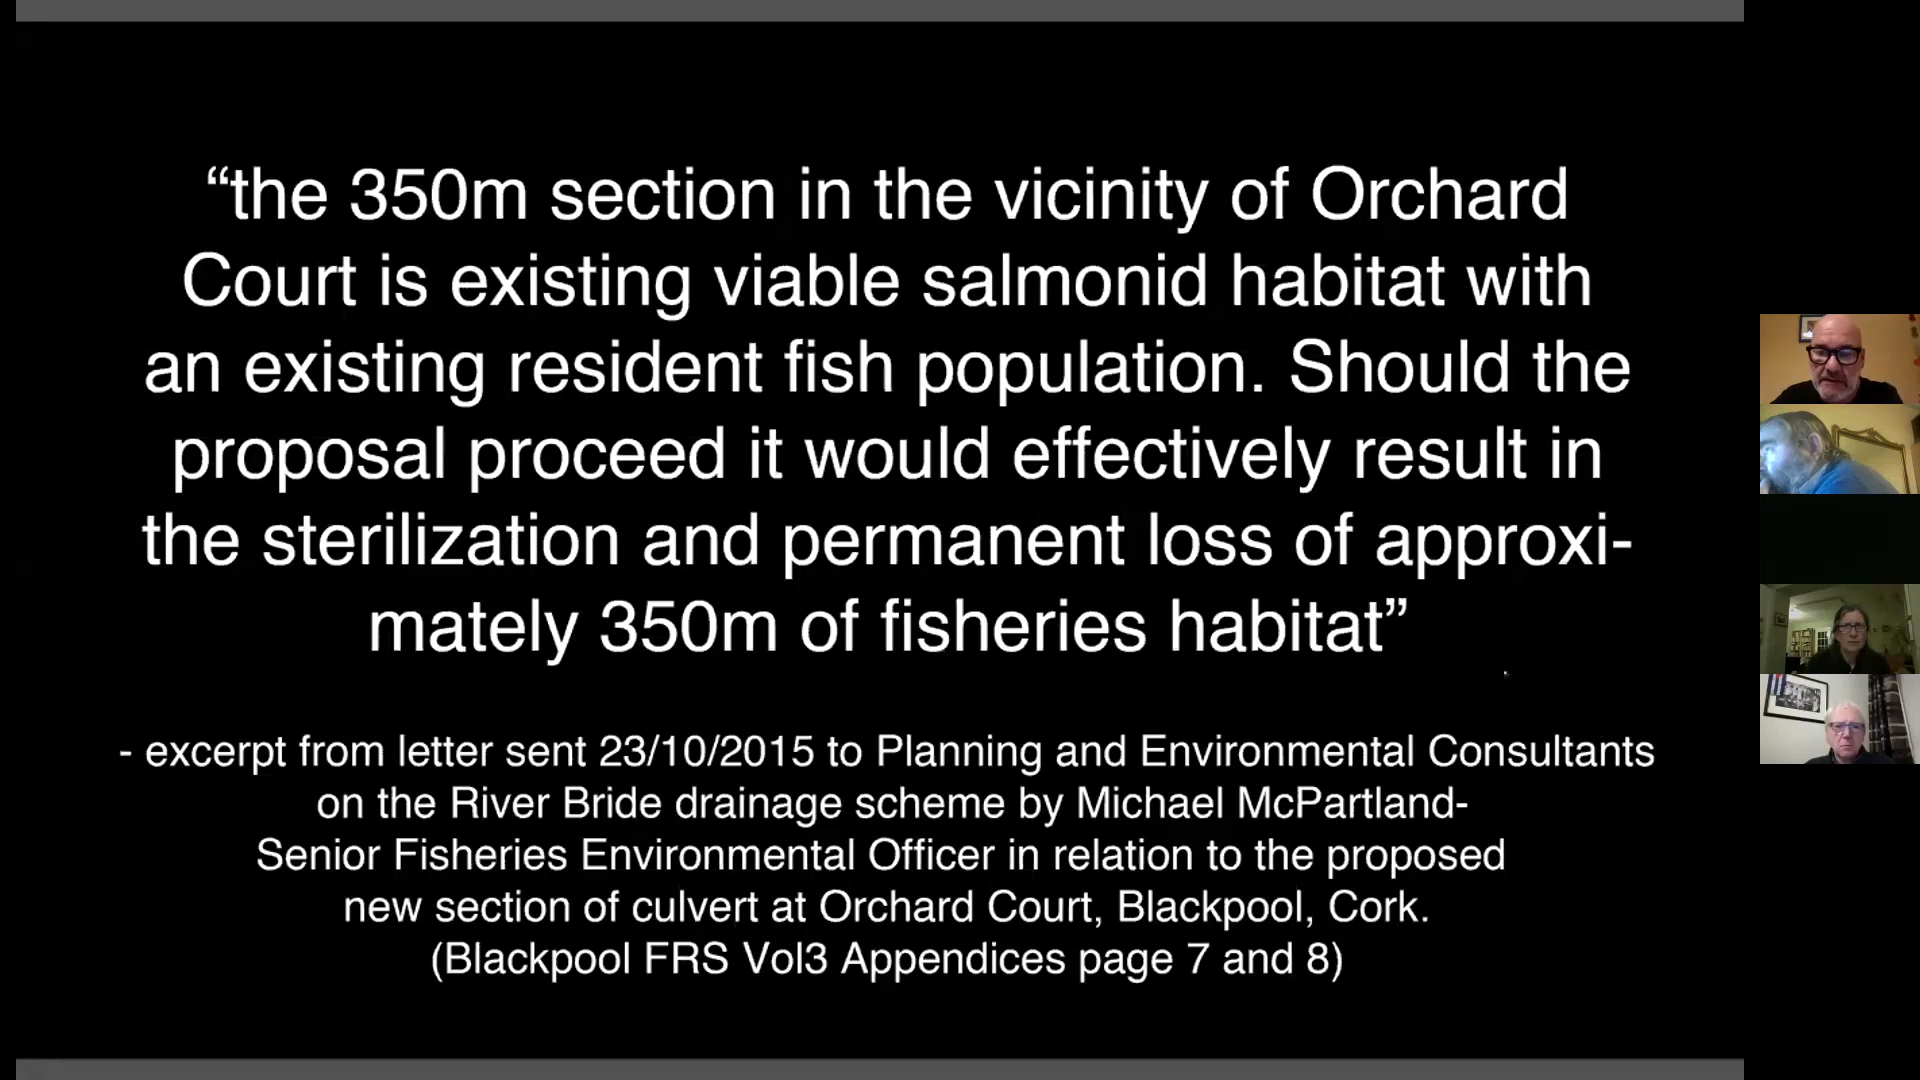 “the 350m section in the vicinity of Orchard
Court is existing viable salmonid habitat with
an existing resident fish population. Should the
proposal proceed it would effectively result in
the sterilization and permanent loss of approxi-
mately 350m of fisheries habitat”
- excerpt from letter sent 23/10/2015 to Planning and Environmental Consultants
on the River Bride drainage scheme by Michael McPartland-
Senior Fisheries Environmental Officer in relation to the proposed
new section of culvert at Orchard Court, Blackpool, Cork.
(Blackpool FRS Vol3 Appendices page 7 and 8)